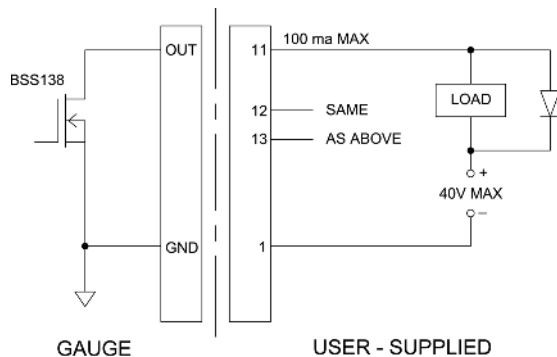 OUT
11
100 ma MAX
BSS138
LOAD
12
SAME
13
AS ABOVE
+
40V MAX
–
GND
1
GAUGE
USER - SUPPLIED